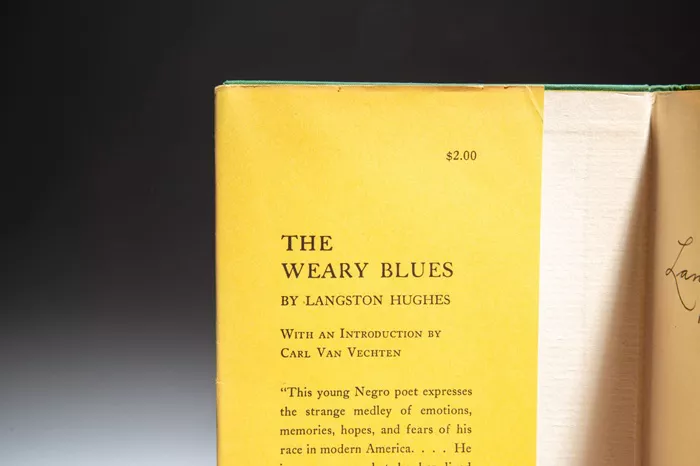 $2.00
THE
WEARY BLUES
BY LANGSTON HUGHES
WITH AN INTRODUCTION BY
CARL VAN VECHTEN
"This young Negro poet expresses
the strange medley of emotions,
memories, hopes, and fears of his
race in modern America. . . . He
Lan